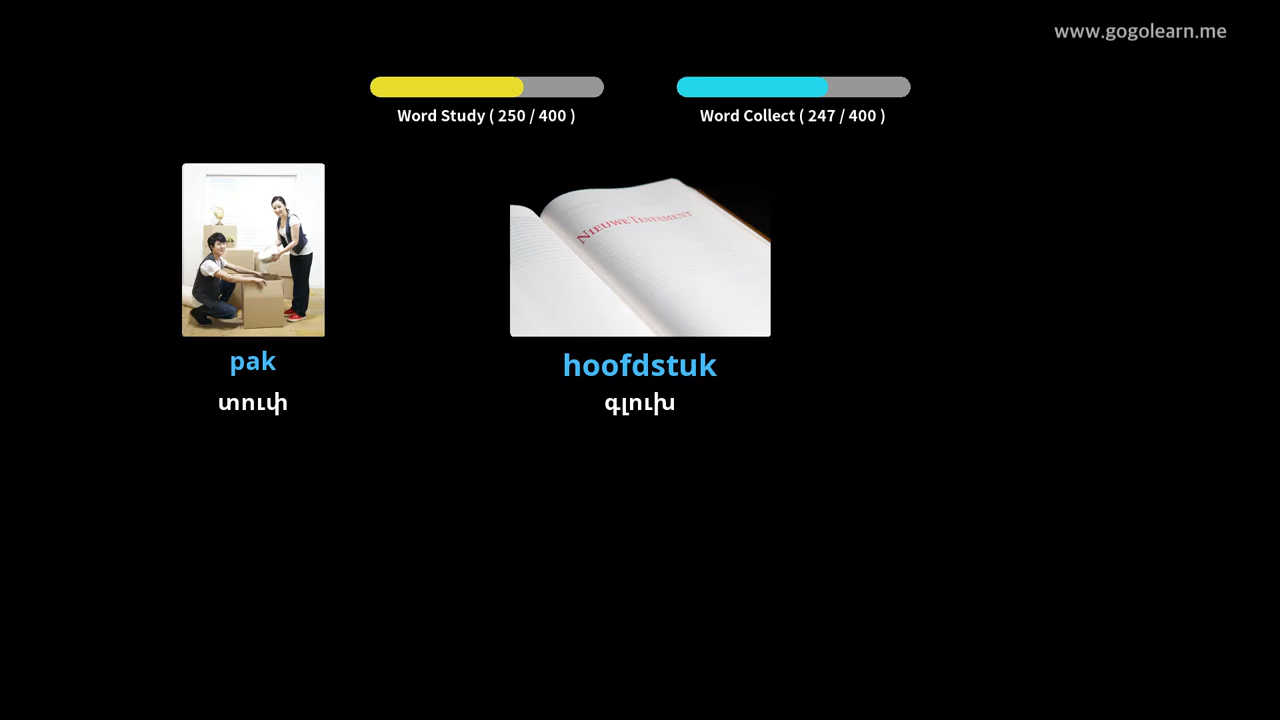 www.gogolearn.me
Word Study ( 250 / 400 )
Word Collect ( 247 / 400 )
NIEUWE TESTAMENT
pak
տուփ
hoofdstuk
գլուխ